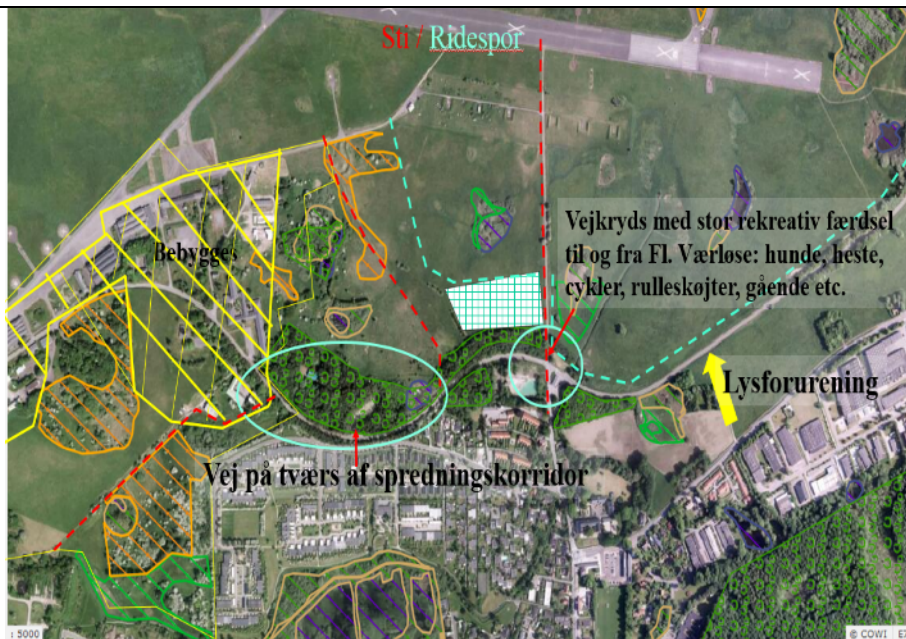 Sti / Ridespor
Vejkryds med stor rekreativ færdsel
til og fra Fl. Værløse: hunde, heste,
cykler, rulleskøjter, gående etc.
Bebygges
Lysforurening
Vej på tværs af spredningskorridor
: 5000
© COWI